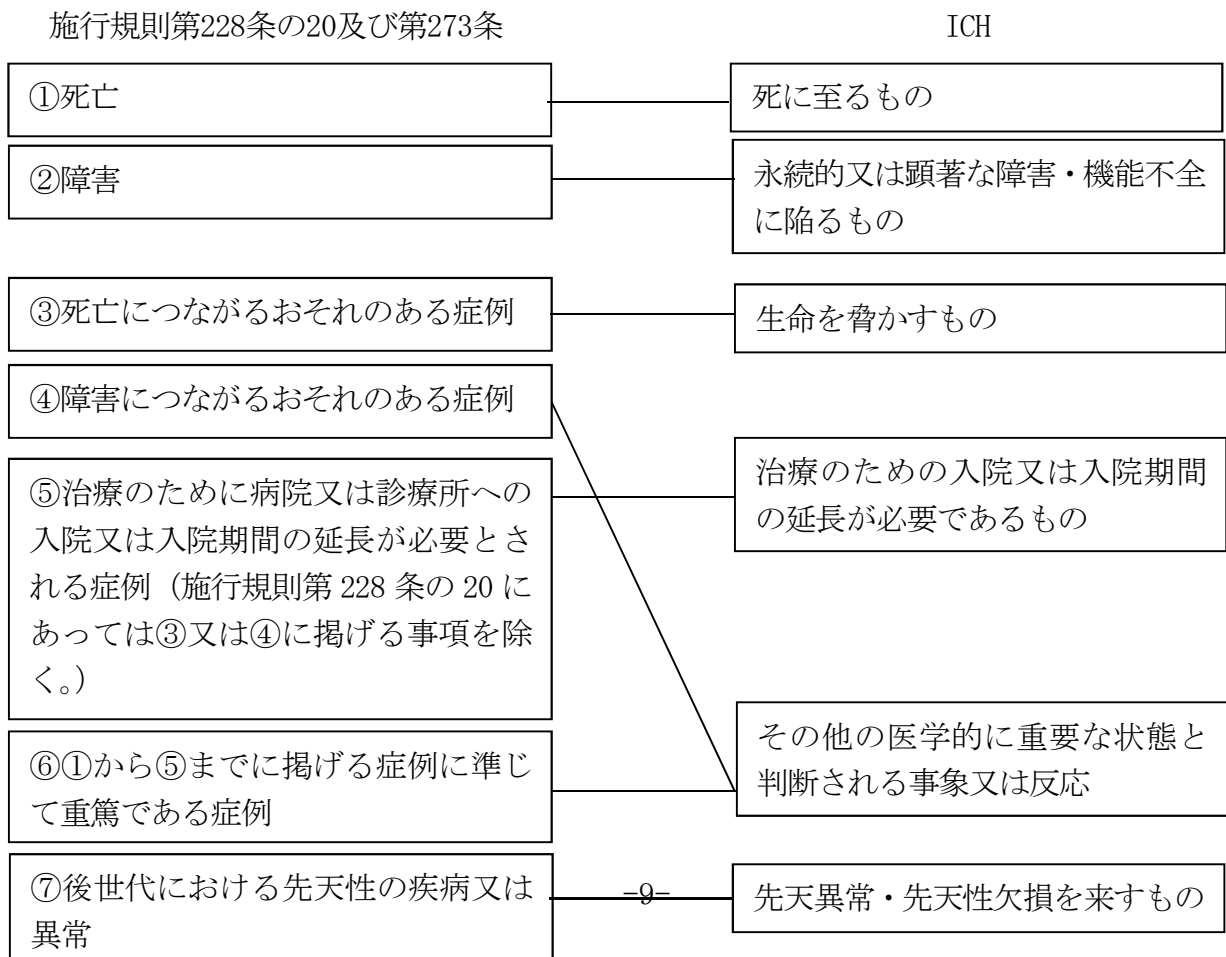 施行規則第228条の20及び第273条
ICH
①死亡
死に至るもの
②障害
永続的又は顕著な障害・機能不全
に陥るもの
③死亡につながるおそれのある症例
生命を脅かすもの
④障害につながるおそれのある症例
⑤治療のために病院又は診療所への
入院又は入院期間の延長が必要とさ
れる症例（施行規則第 228 条の 20 に
あっては③又は④に掲げる事項を除
く。）
治療のための入院又は入院期間
の延長が必要であるもの
⑥①から⑤までに掲げる症例に準じ
て重篤である症例
その他の医学的に重要な状態と
判断される事象又は反応
⑦後世代における先天性の疾病又は
異常
先天異常・先天性欠損を来すもの
-9-